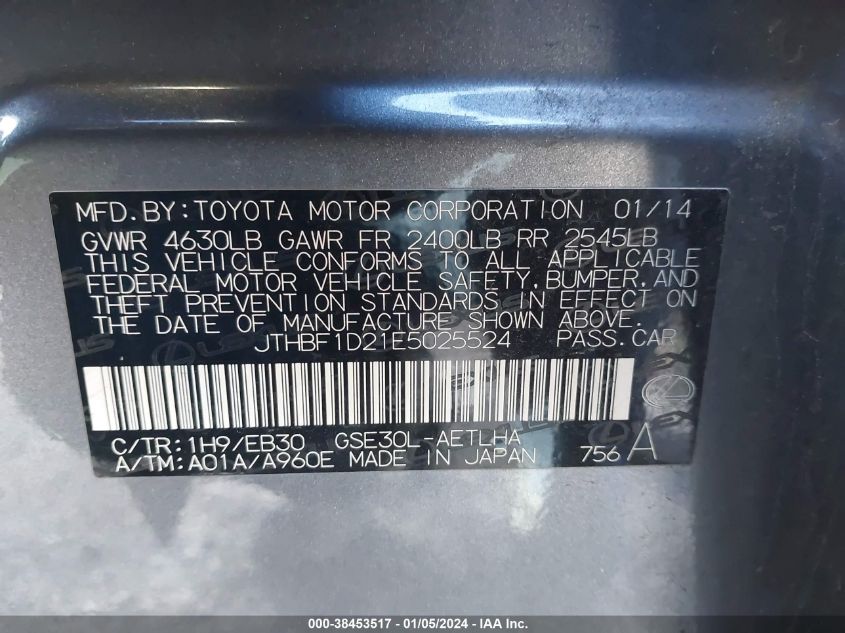 MFD.BY:TOYOTA MOTOR CORPORATION 01/14
GVWR 4630LB GAWR FR 2400LB RR 2545LB
THIS VEHICLE CONFORMS TO ALL APPLICABLE
FEDERAL MOTOR VEHICLE SAFETY,BUMPER,AND
THEFT PREVENTION STANDARDS IN EFFECT ON
THE DATE OF MANUFACTURE SHOWN ABOVE.
JTHBF1D21E5025524 PASS.CAR
C/TR:1H9/EB30 GSE30L-AETLHA
A/TM:A01A/A960E MADE IN JAPAN 756 A
000-38453517 - 01/05/2024 - IAA Inc.